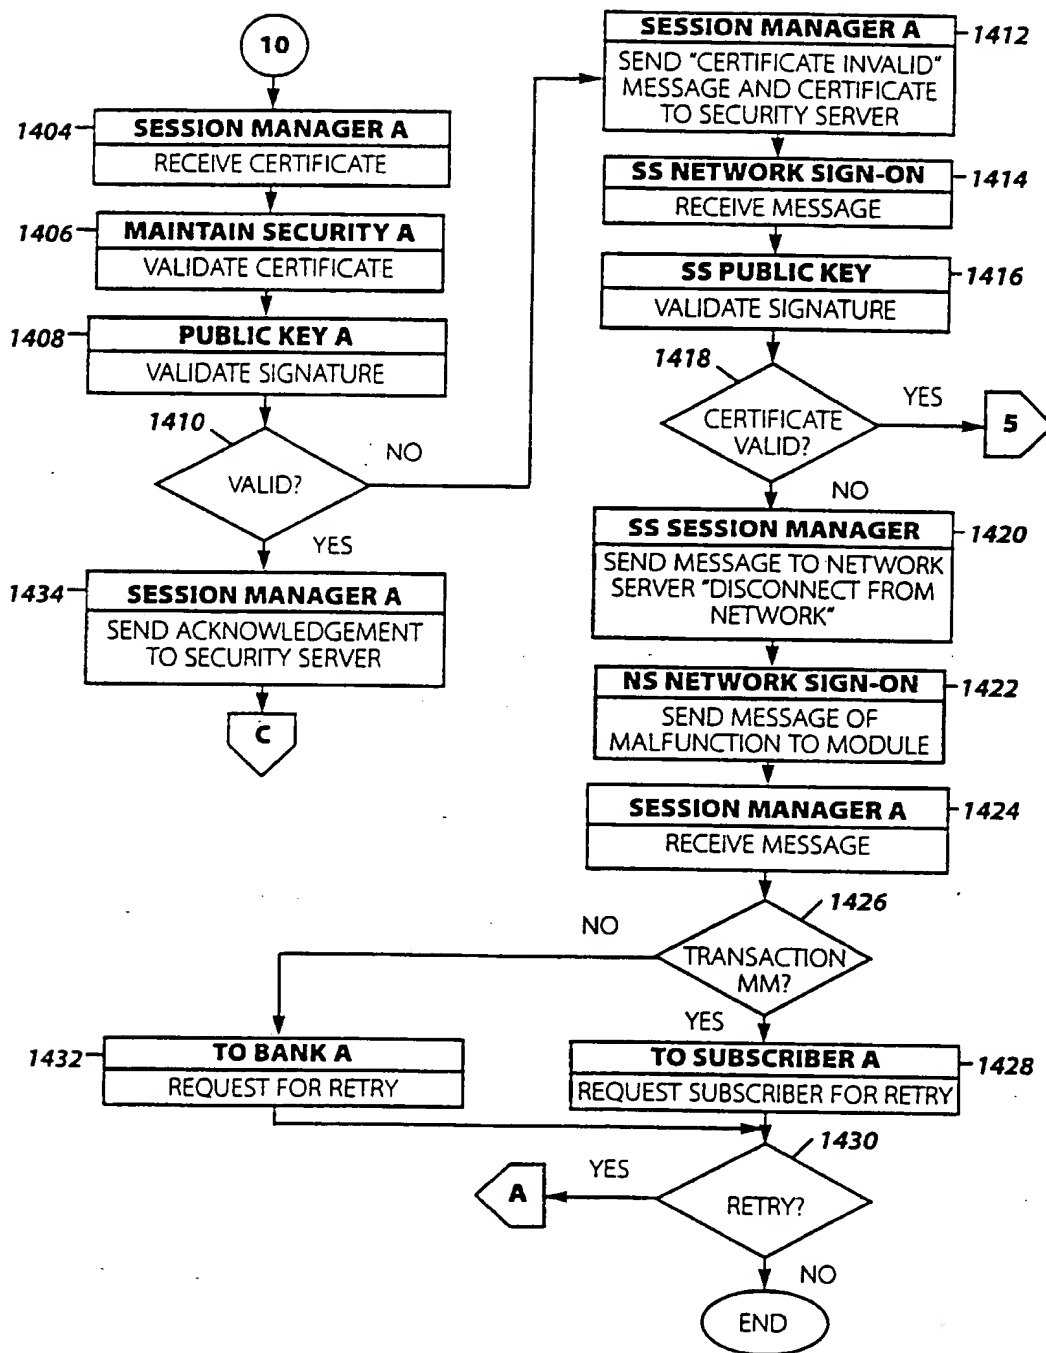 10
1404
SESSION MANAGER A
RECEIVE CERTIFICATE
1406
MAINTAIN SECURITY A
VALIDATE CERTIFICATE
1408
PUBLIC KEY A
VALIDATE SIGNATURE
1410
VALID?
NO
YES
1434
SESSION MANAGER A
SEND ACKNOWLEDGEMENT
TO SECURITY SERVER
C
SESSION MANAGER A
1412
SEND "CERTIFICATE INVALID"
MESSAGE AND CERTIFICATE
TO SECURITY SERVER
SS NETWORK SIGN-ON
1414
RECEIVE MESSAGE
SS PUBLIC KEY
1416
VALIDATE SIGNATURE
1418
CERTIFICATE
VALID?
YES
5
NO
SS SESSION MANAGER
1420
SEND MESSAGE TO NETWORK
SERVER "DISCONNECT FROM
NETWORK"
NS NETWORK SIGN-ON
1422
SEND MESSAGE OF
MALFUNCTION TO MODULE
SESSION MANAGER A
1424
RECEIVE MESSAGE
1426
TRANSACTION
MM?
NO
YES
1432
TO BANK A
REQUEST FOR RETRY
TO SUBSCRIBER A
1428
REQUEST SUBSCRIBER FOR RETRY
1430
RETRY?
YES
A
NO
END